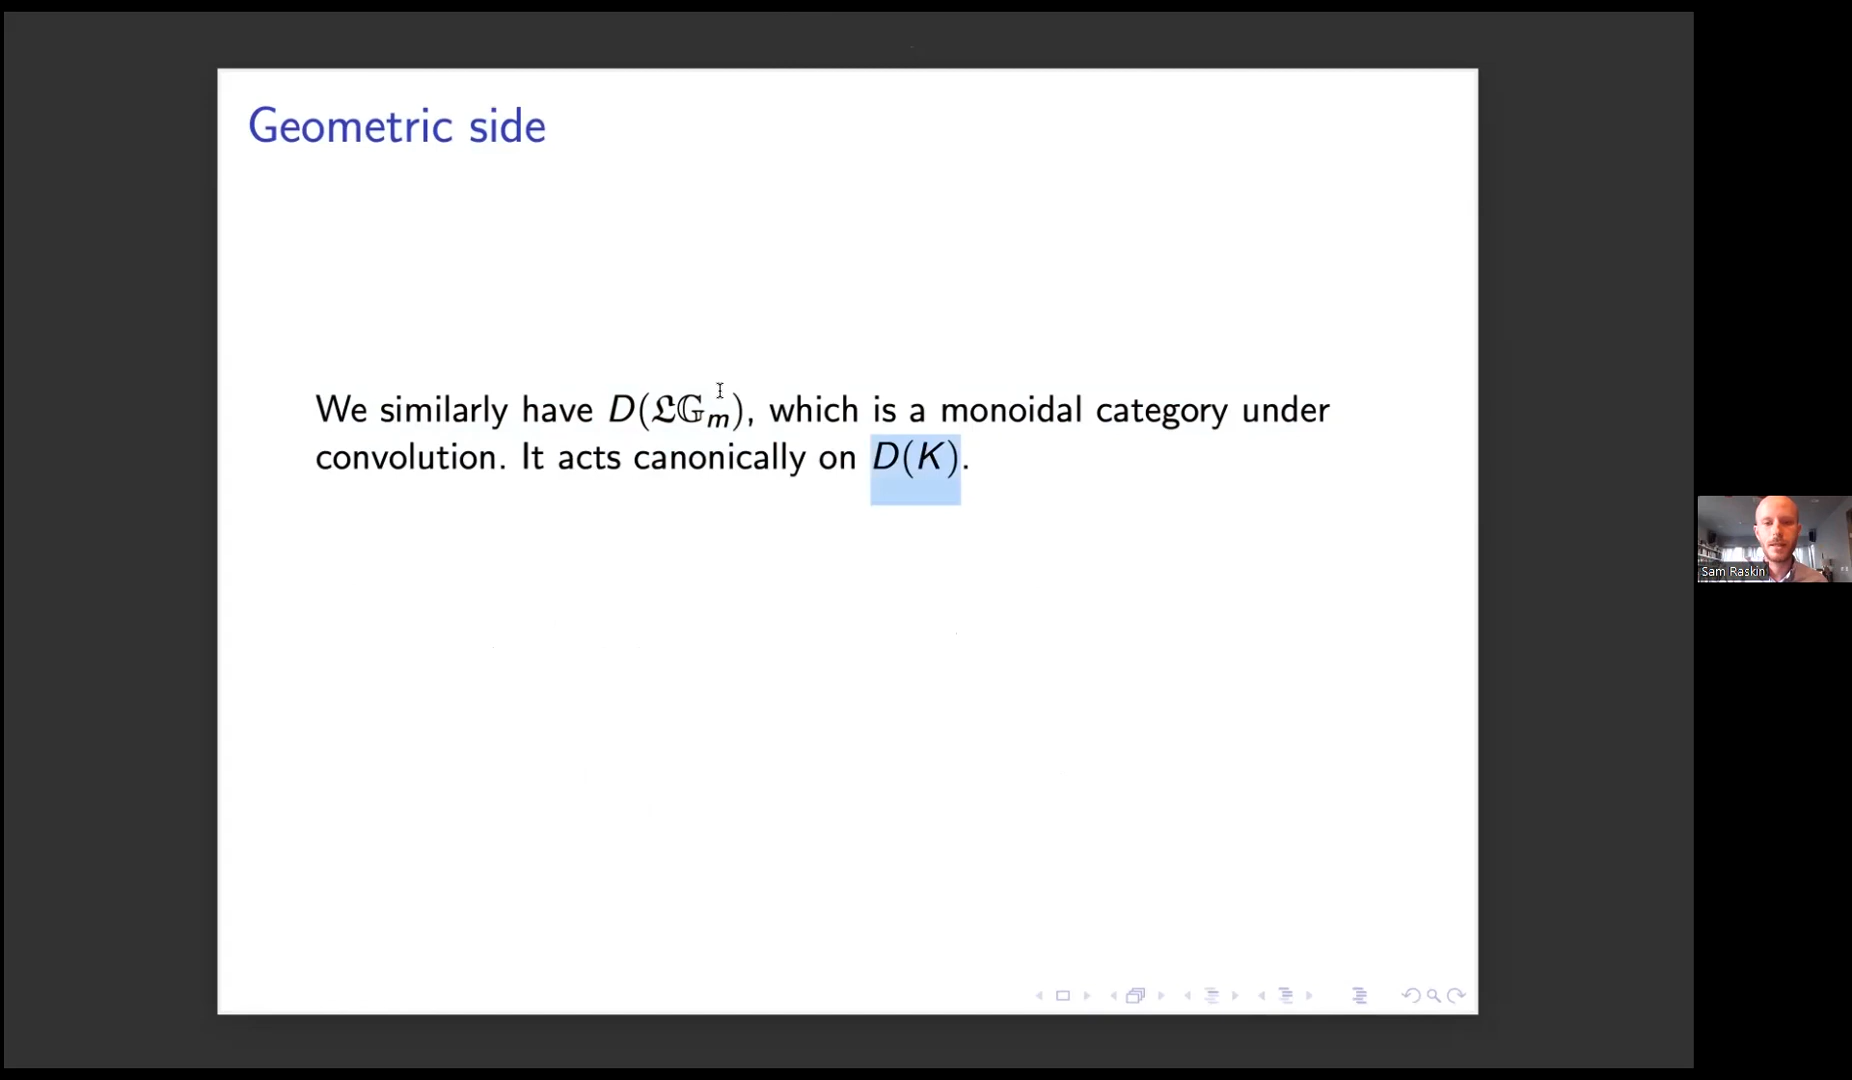 Geometric side
We similarly have D(𝔏𝔾ₘ), which is a monoidal category under
convolution. It acts canonically on D(K).
Sam Raskin